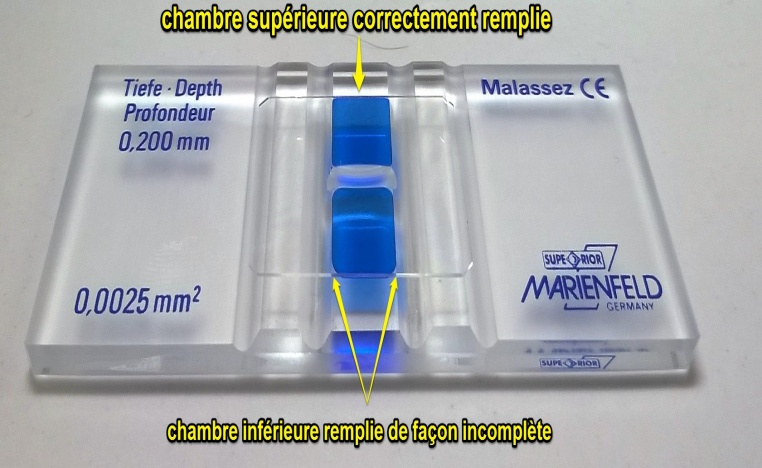 chambre supérieure correctement remplie
Tiefe · Depth
Profondeur
0,200 mm
Malassez CE
0,0025 mm²
SUPERIOR
MARIENFELD
GERMANY
SUPERIOR
chambre inférieure remplie de façon incomplète